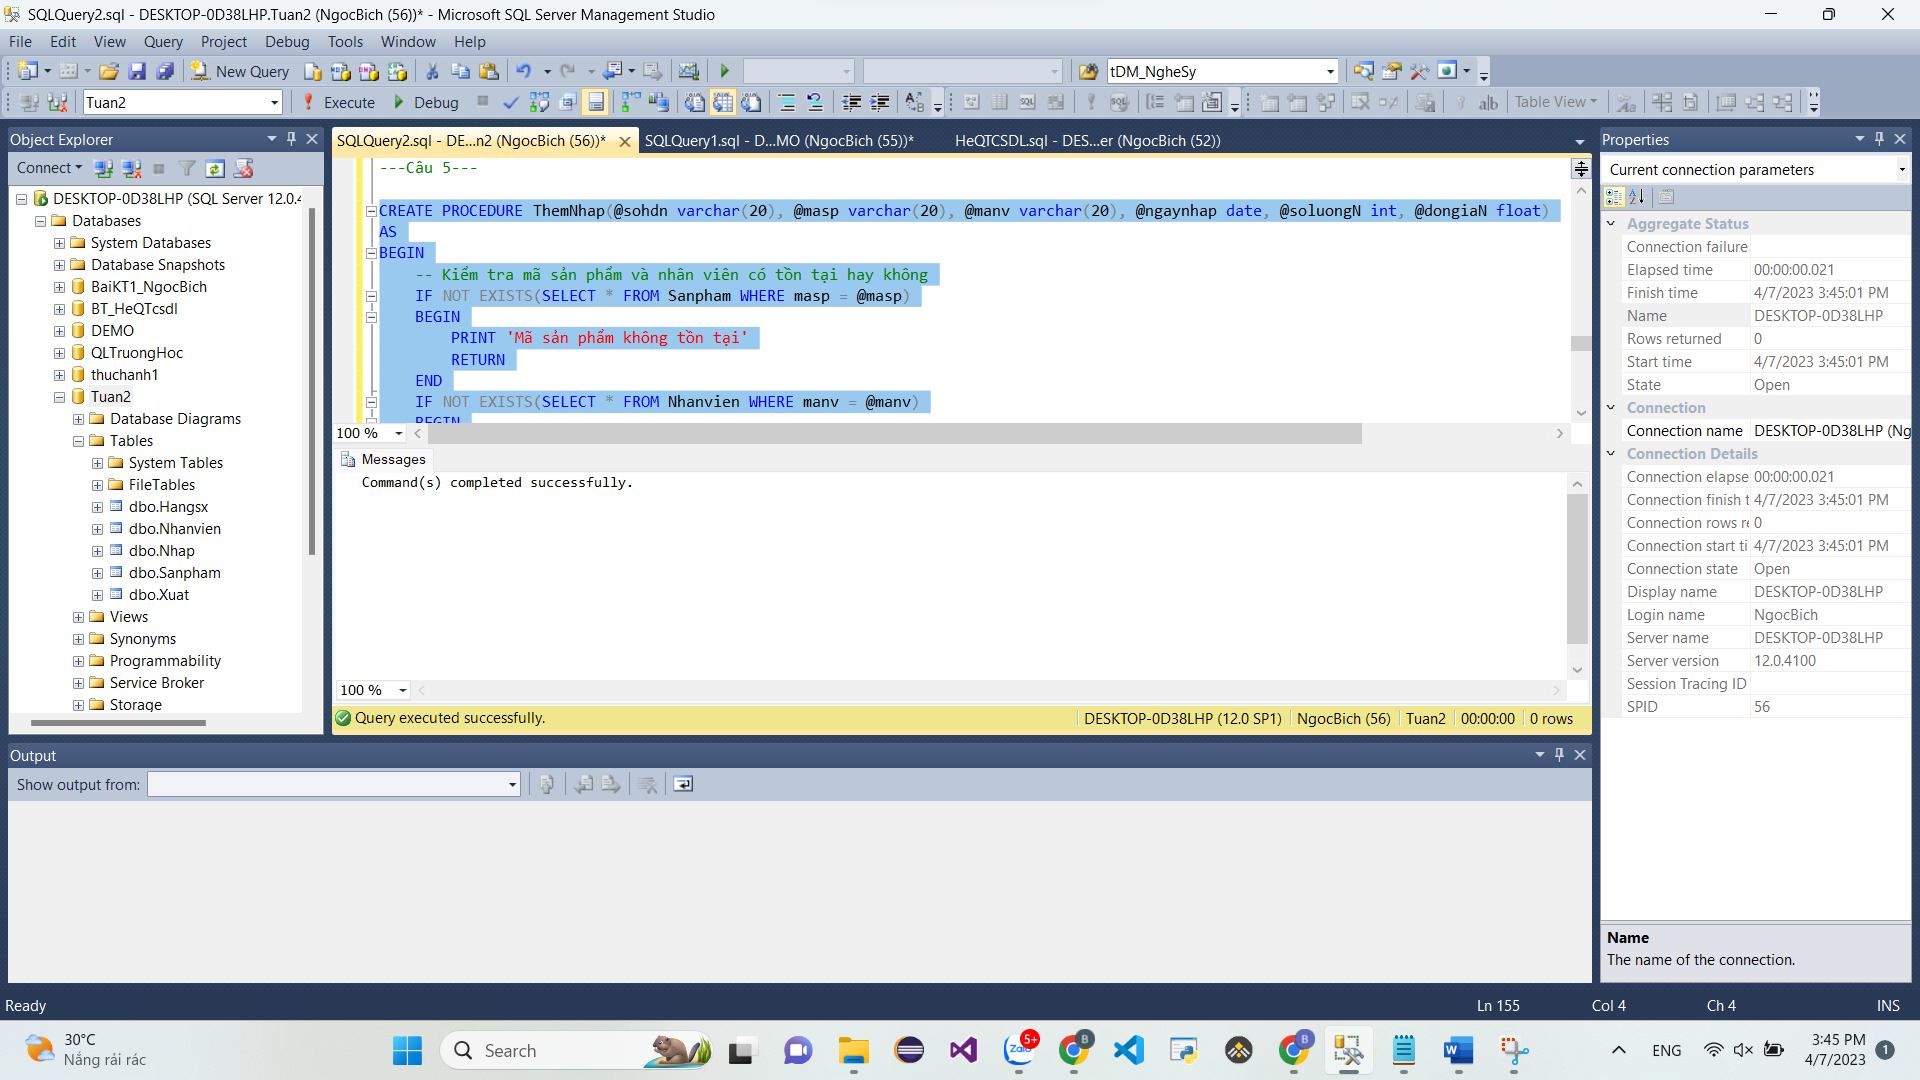 SQLQuery2.sql - DESKTOP-0D38LHP.Tuan2 (NgocBich (56))* - Microsoft SQL Server Management Studio
File Edit View Query Project Debug Tools Window Help
New Query
tDM_NgheSy
Tuan2
Execute
Debug
Table View
Object Explorer
Connect
DESKTOP-0D38LHP (SQL Server 12.0.4
Databases
System Databases
Database Snapshots
BaiKT1_NgocBich
BT_HeQTcsdl
DEMO
QLTruongHoc
thuchanh1
Tuan2
Database Diagrams
Tables
System Tables
FileTables
dbo.Hangsx
dbo.Nhanvien
dbo.Nhap
dbo.Sanpham
dbo.Xuat
Views
Synonyms
Programmability
Service Broker
Storage
SQLQuery2.sql - DE...n2 (NgocBich (56))*
SQLQuery1.sql - D...MO (NgocBich (55))*
HeQTCSDL.sql - DES...er (NgocBich (52))
---Câu 5---
CREATE PROCEDURE ThemNhap(@sohdn varchar(20), @masp varchar(20), @manv varchar(20), @ngaynhap date, @soluongN int, @dongiaN float)
AS
BEGIN
-- Kiểm tra mã sản phẩm và nhân viên có tồn tại hay không
IF NOT EXISTS(SELECT * FROM Sanpham WHERE masp = @masp)
BEGIN
PRINT 'Mã sản phẩm không tồn tại'
RETURN
END
IF NOT EXISTS(SELECT * FROM Nhanvien WHERE manv = @manv)
BEGIN
100 %
Messages
Command(s) completed successfully.
100 %
Query executed successfully.
DESKTOP-0D38LHP (12.0 SP1) NgocBich (56) Tuan2 00:00:00 0 rows
Properties
Current connection parameters
Aggregate Status
Connection failure
Elapsed time 00:00:00.021
Finish time 4/7/2023 3:45:01 PM
Name DESKTOP-0D38LHP
Rows returned 0
Start time 4/7/2023 3:45:01 PM
State Open
Connection
Connection name DESKTOP-0D38LHP (Ng
Connection Details
Connection elapse 00:00:00.021
Connection finish t 4/7/2023 3:45:01 PM
Connection rows re 0
Connection start ti 4/7/2023 3:45:01 PM
Connection state Open
Display name DESKTOP-0D38LHP
Login name NgocBich
Server name DESKTOP-0D38LHP
Server version 12.0.4100
Session Tracing ID
SPID 56
Name
The name of the connection.
Output
Show output from:
Ready
Ln 155 Col 4 Ch 4 INS
30°C
Nắng rải rác
Search
Zalo
5+
B
B
ENG
3:45 PM
4/7/2023
1